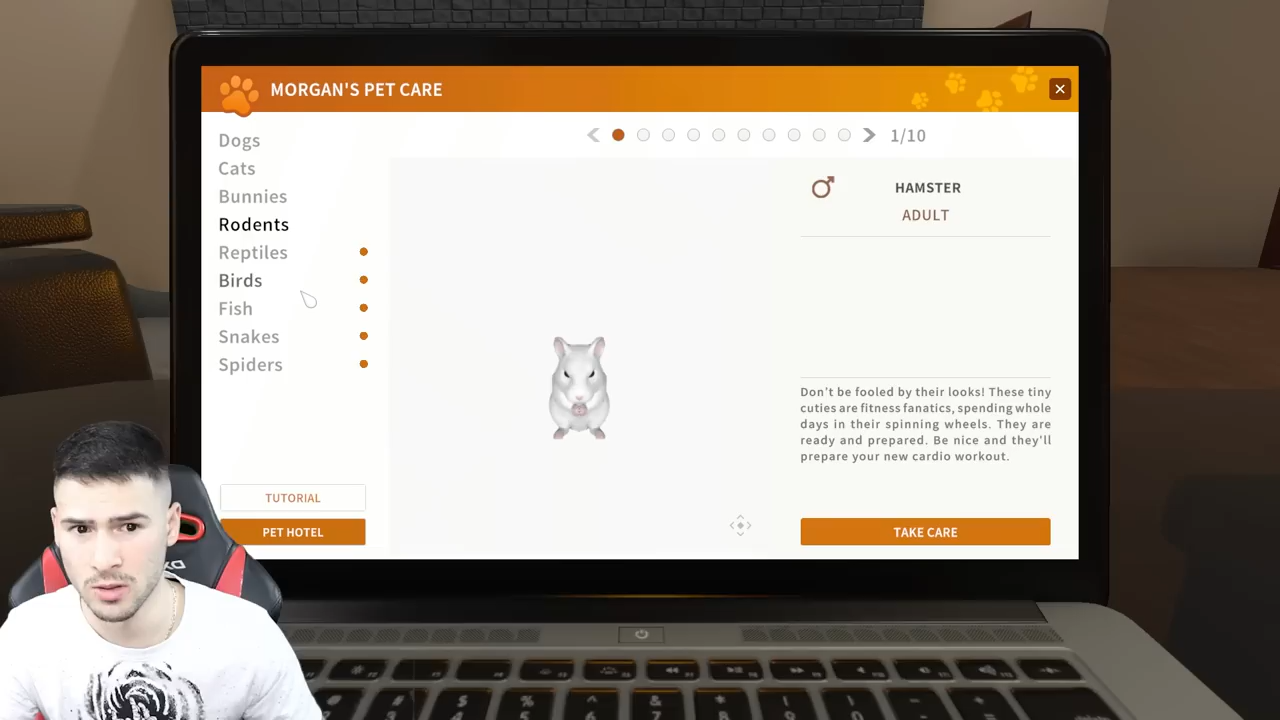 MORGAN'S PET CARE
Dogs
Cats
Bunnies
Rodents
Reptiles
Birds
Fish
Snakes
Spiders
TUTORIAL
PET HOTEL
1/10
HAMSTER
ADULT
Don't be fooled by their looks! These tiny
cuties are fitness fanatics, spending whole
days in their spinning wheels. They are
ready and prepared. Be nice and they'll
prepare your new cardio workout.
TAKE CARE